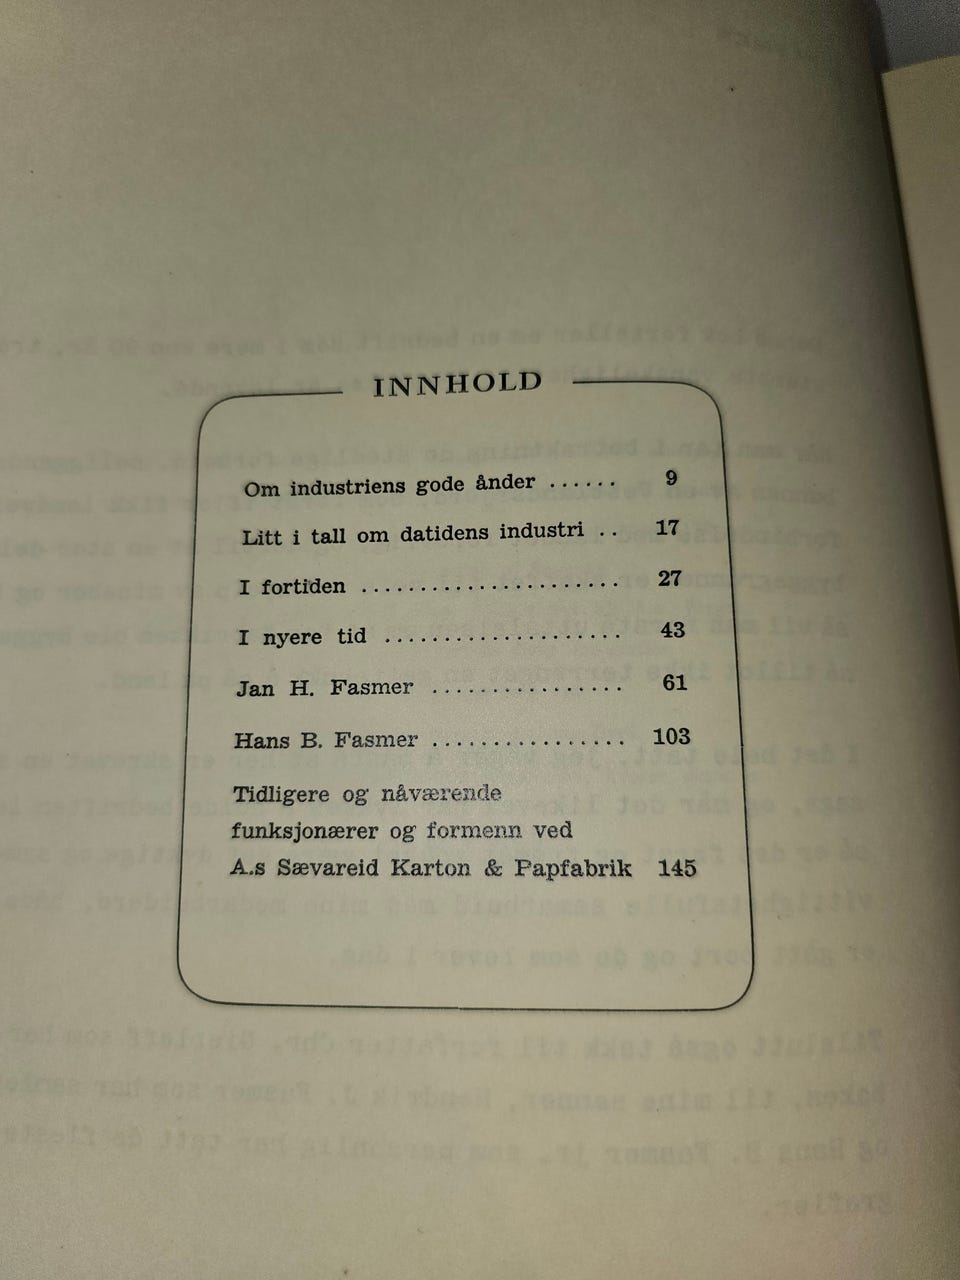 INNHOLD
Om industriens gode ånder ...... 9
Litt i tall om datidens industri .. 17
I fortiden ...................... 27
I nyere tid ..................... 43
Jan H. Fasmer ................. 61
Hans B. Fasmer ................. 103
Tidligere og nåværende
funksjonærer og formenn ved
A.s Sævareid Karton & Papfabrik 145